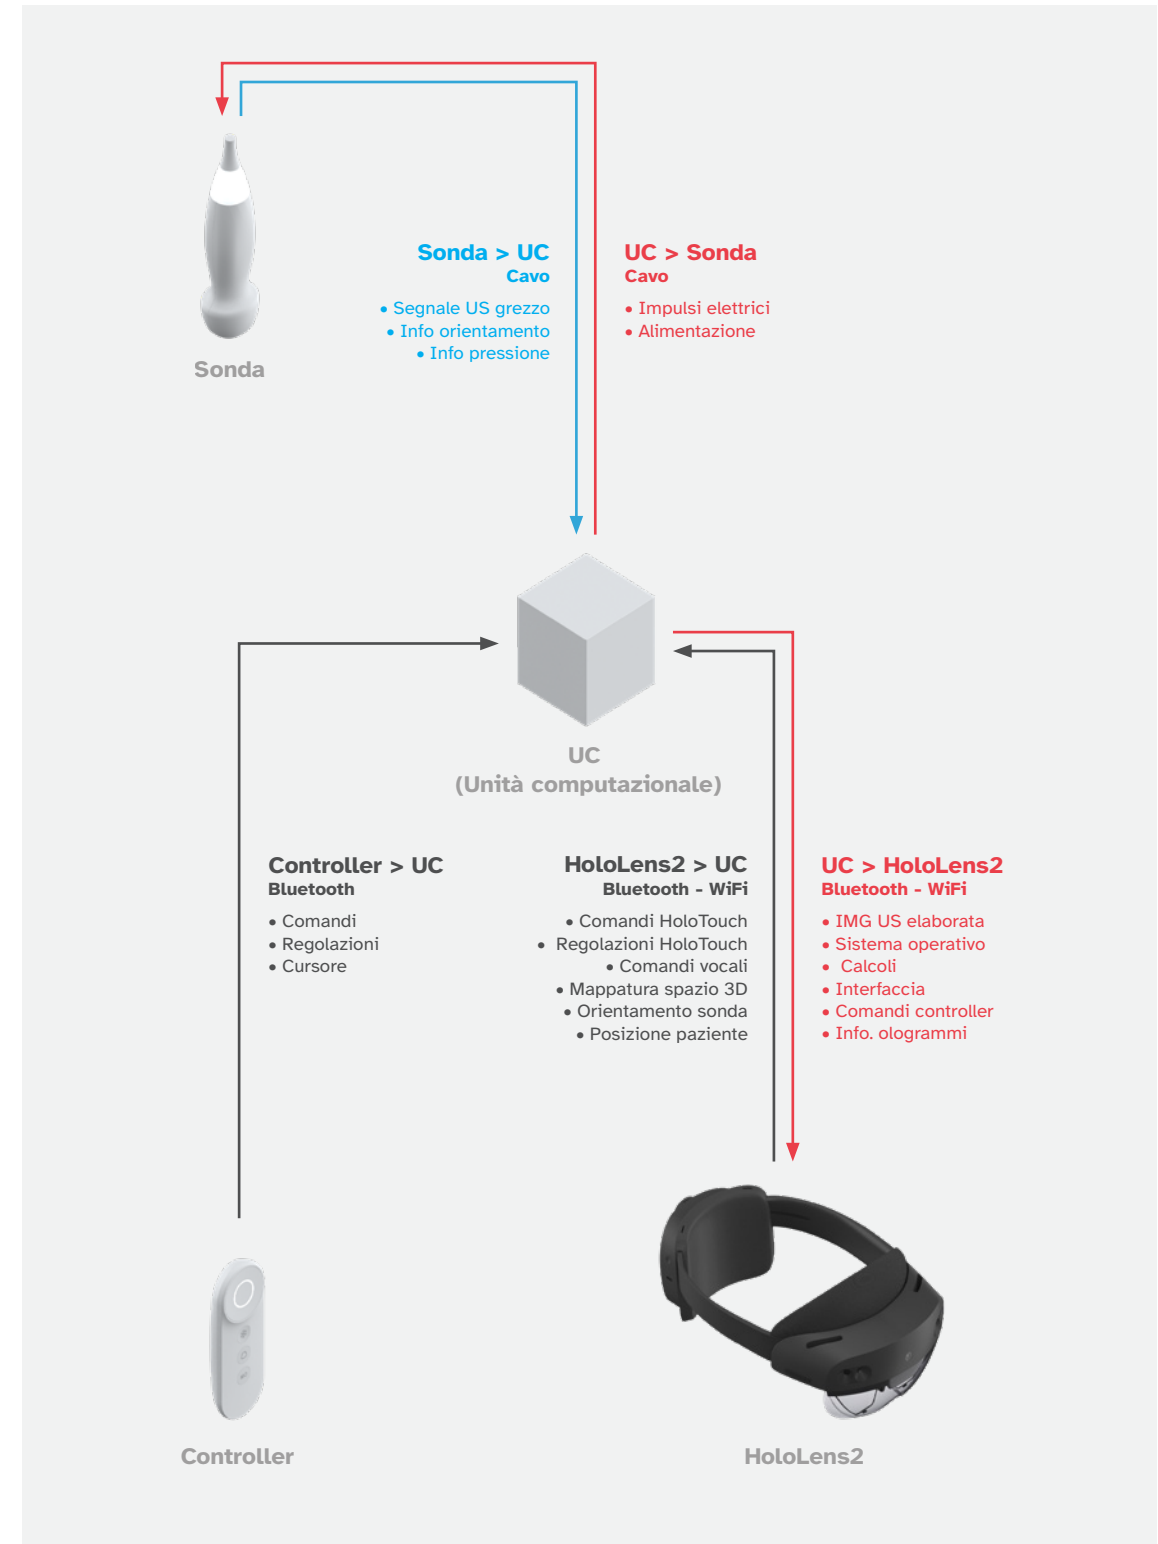 Sonda > UC
Cavo
• Segnale US grezzo
• Info orientamento
• Info pressione
UC > Sonda
Cavo
• Impulsi elettrici
• Alimentazione
Sonda
UC
(Unità computazionale)
Controller > UC
Bluetooth
• Comandi
• Regolazioni
• Cursore
HoloLens2 > UC
Bluetooth - WiFi
• Comandi HoloTouch
• Regolazioni HoloTouch
• Comandi vocali
• Mappatura spazio 3D
• Orientamento sonda
• Posizione paziente
UC > HoloLens2
Bluetooth - WiFi
• IMG US elaborata
• Sistema operativo
• Calcoli
• Interfaccia
• Comandi controller
• Info. ologrammi
Controller
HoloLens2